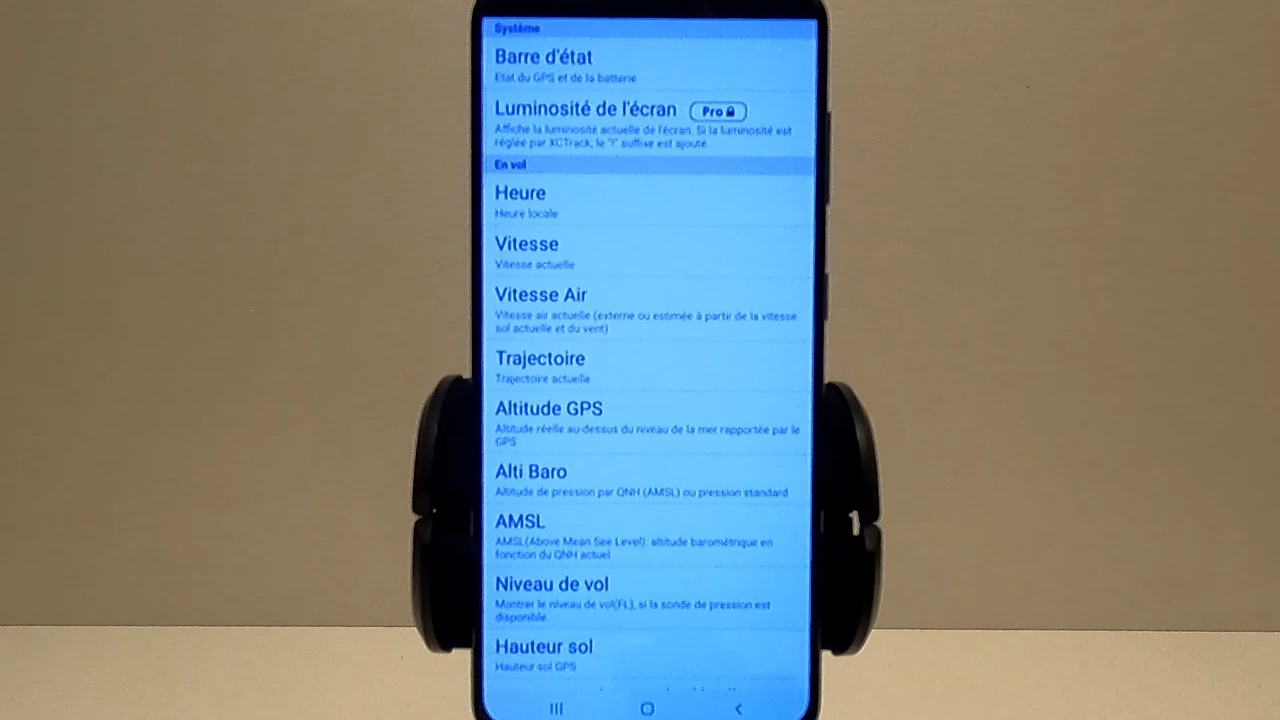 Système
Barre d'état
Etat du GPS et de la batterie
Luminosité de l'écran Pro
Affiche la luminosité actuelle de l'écran. Si la luminosité est
réglée par XCTrack, le "!" suffixe est ajouté.
En vol
Heure
Heure locale
Vitesse
Vitesse actuelle
Vitesse Air
Vitesse air actuelle (externe ou estimée à partir de la vitesse
sol actuelle et du vent)
Trajectoire
Trajectoire actuelle
Altitude GPS
Altitude réelle au-dessus du niveau de la mer rapportée par le
GPS
Alti Baro
Altitude de pression par QNH (AMSL) ou pression standard
AMSL
AMSL(Above Mean See Level): altitude barométrique en
fonction du QNH actuel
Niveau de vol
Montrer le niveau de vol(FL), si la sonde de pression est
disponible.
Hauteur sol
Hauteur sol GPS